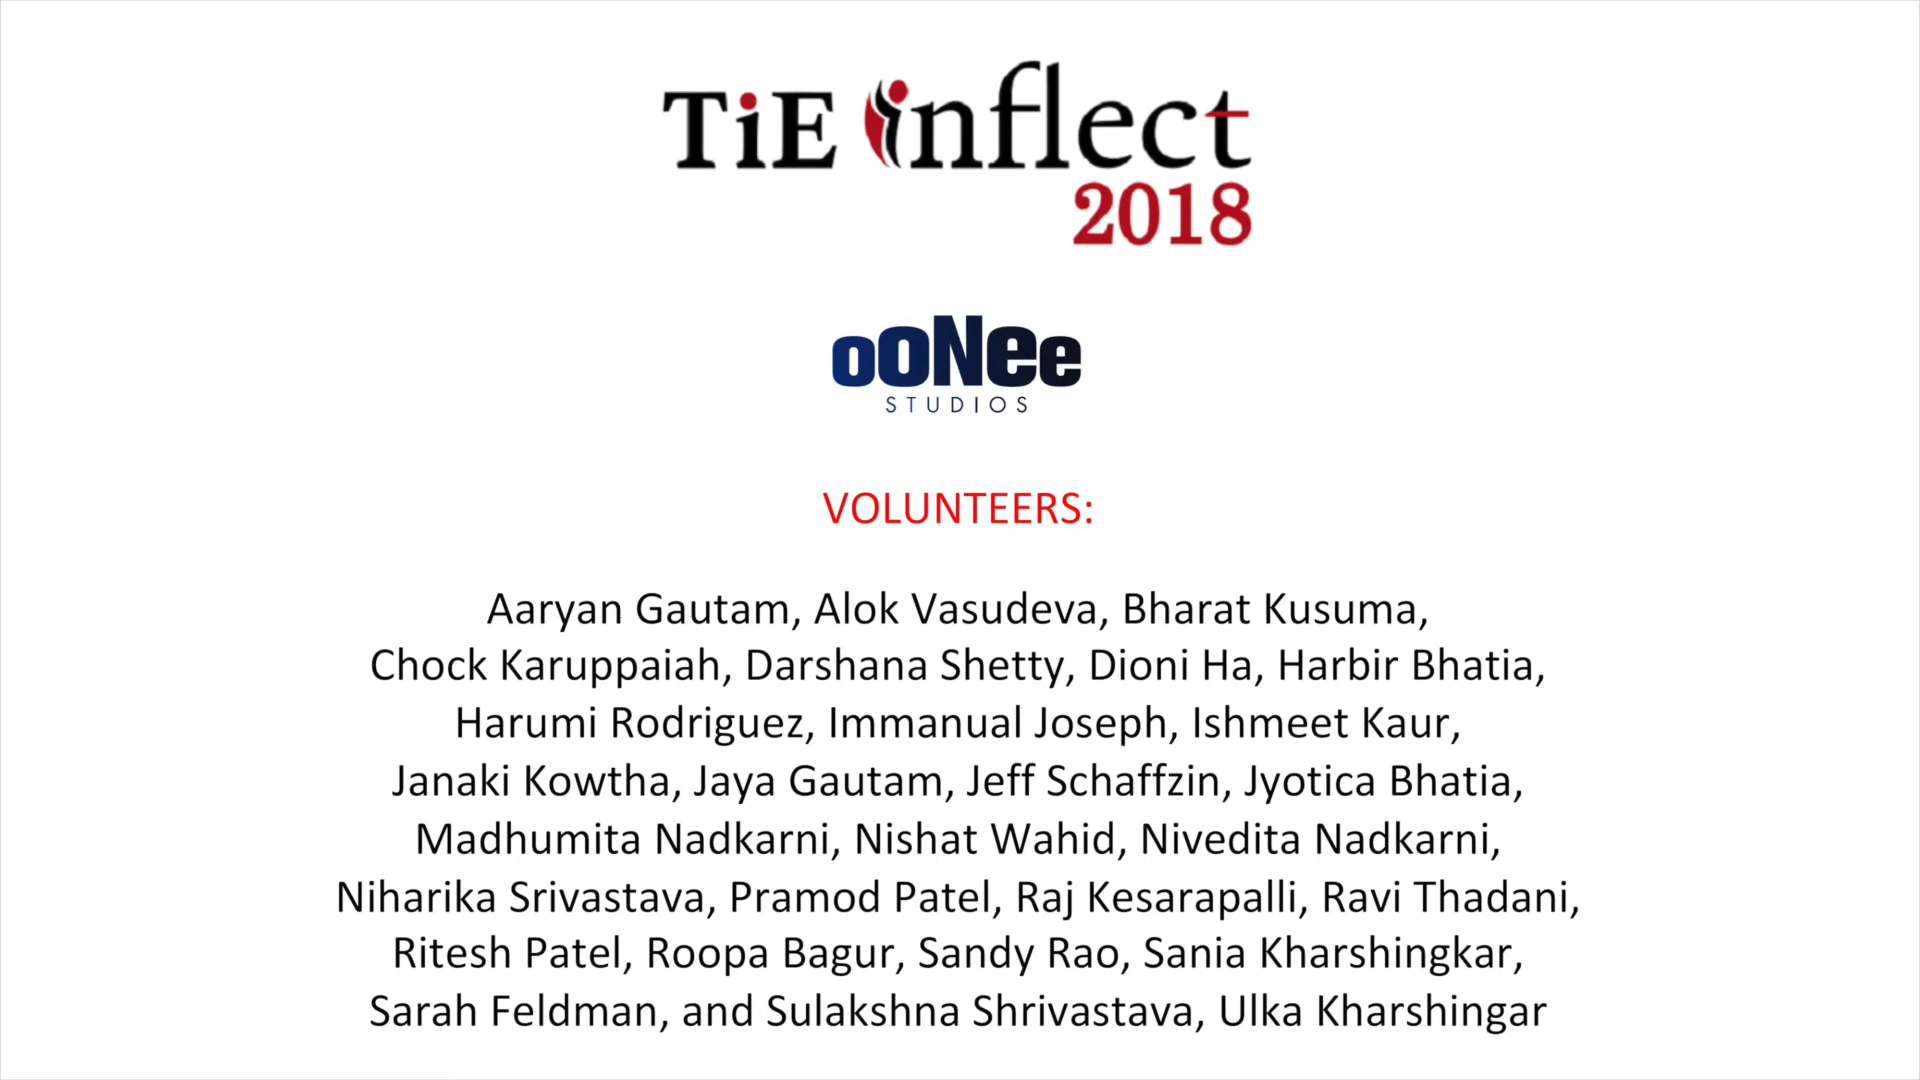 TiE inflect
2018
ooNee
STUDIOS
VOLUNTEERS:
Aaryan Gautam, Alok Vasudeva, Bharat Kusuma,
Chock Karuppaiah, Darshana Shetty, Dioni Ha, Harbir Bhatia,
Harumi Rodriguez, Immanual Joseph, Ishmeet Kaur,
Janaki Kowtha, Jaya Gautam, Jeff Schaffzin, Jyotica Bhatia,
Madhumita Nadkarni, Nishat Wahid, Nivedita Nadkarni,
Niharika Srivastava, Pramod Patel, Raj Kesarapalli, Ravi Thadani,
Ritesh Patel, Roopa Bagur, Sandy Rao, Sania Kharshingkar,
Sarah Feldman, and Sulakshna Shrivastava, Ulka Kharshingar